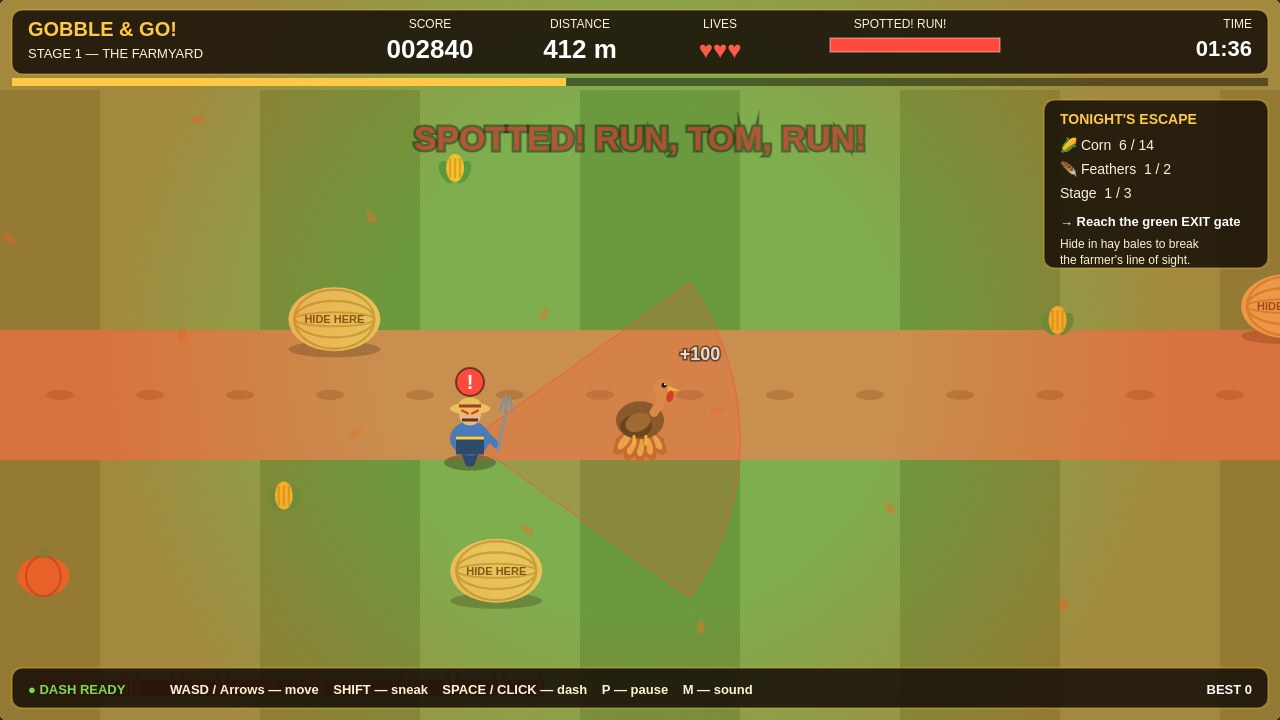 GOBBLE & GO!
STAGE 1 — THE FARMYARD
SCORE
002840
DISTANCE
412 m
LIVES
♥♥♥
SPOTTED! RUN!
TIME
01:36
SPOTTED! RUN, TOM, RUN!
TONIGHT'S ESCAPE
🌽 Corn 6 / 14
🪶 Feathers 1 / 2
Stage 1 / 3
→ Reach the green EXIT gate
Hide in hay bales to break
the farmer's line of sight.
HIDE HERE
HIDE
+100
!
HIDE HERE
● DASH READY
WASD / Arrows — move SHIFT — sneak SPACE / CLICK — dash P — pause M — sound
BEST 0